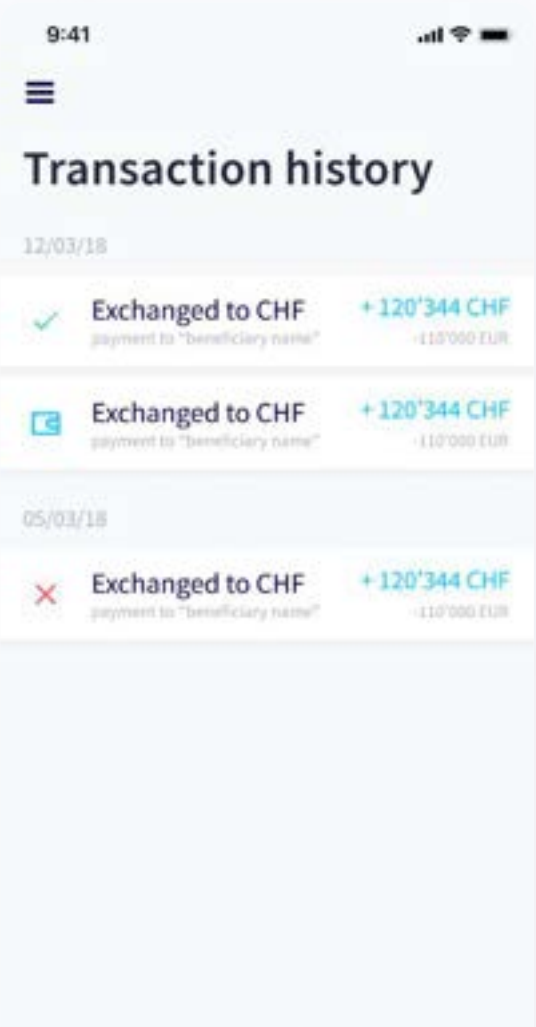 9:41
Transaction history
12/03/18
Exchanged to CHF
+ 120'344 CHF
payment to "beneficiary name"
-110'000 EUR
Exchanged to CHF
+ 120'344 CHF
payment to "beneficiary name"
-110'000 EUR
05/03/18
Exchanged to CHF
+ 120'344 CHF
payment to "beneficiary name"
-110'000 EUR